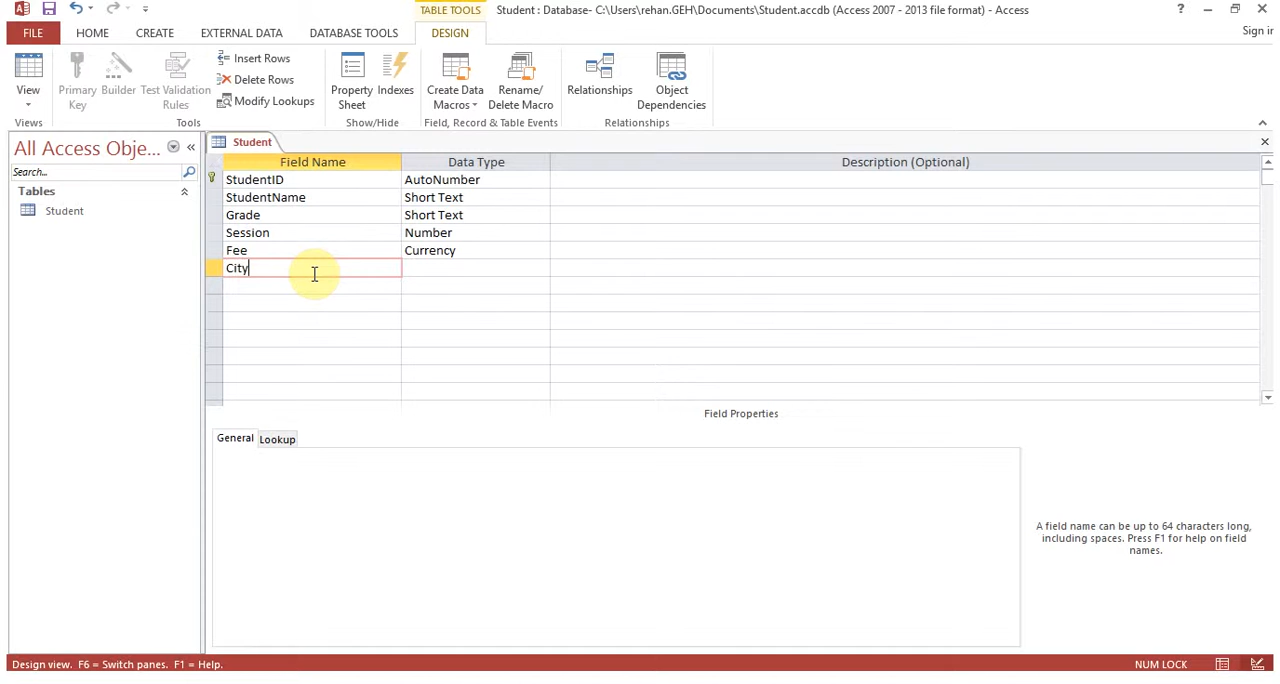 TABLE TOOLS
Student : Database- C:\Users\rehan.GEH\Documents\Student.accdb (Access 2007 - 2013 file format) - Access
?
FILE
HOME
CREATE
EXTERNAL DATA
DATABASE TOOLS
DESIGN
Sign in
View
Primary Key
Builder
Test Validation Rules
Insert Rows
Delete Rows
Modify Lookups
Property Sheet
Indexes
Create Data Macros
Rename/ Delete Macro
Relationships
Object Dependencies
Views
Tools
Show/Hide
Field, Record & Table Events
Relationships
All Access Obje...
Search...
Tables
Student
Student
Field Name Data Type Description (Optional)
StudentID AutoNumber
StudentName Short Text
Grade Short Text
Session Number
Fee Currency
City
Field Properties
General Lookup
A field name can be up to 64 characters long,
including spaces. Press F1 for help on field
names.
Design view. F6 = Switch panes. F1 = Help.
NUM LOCK